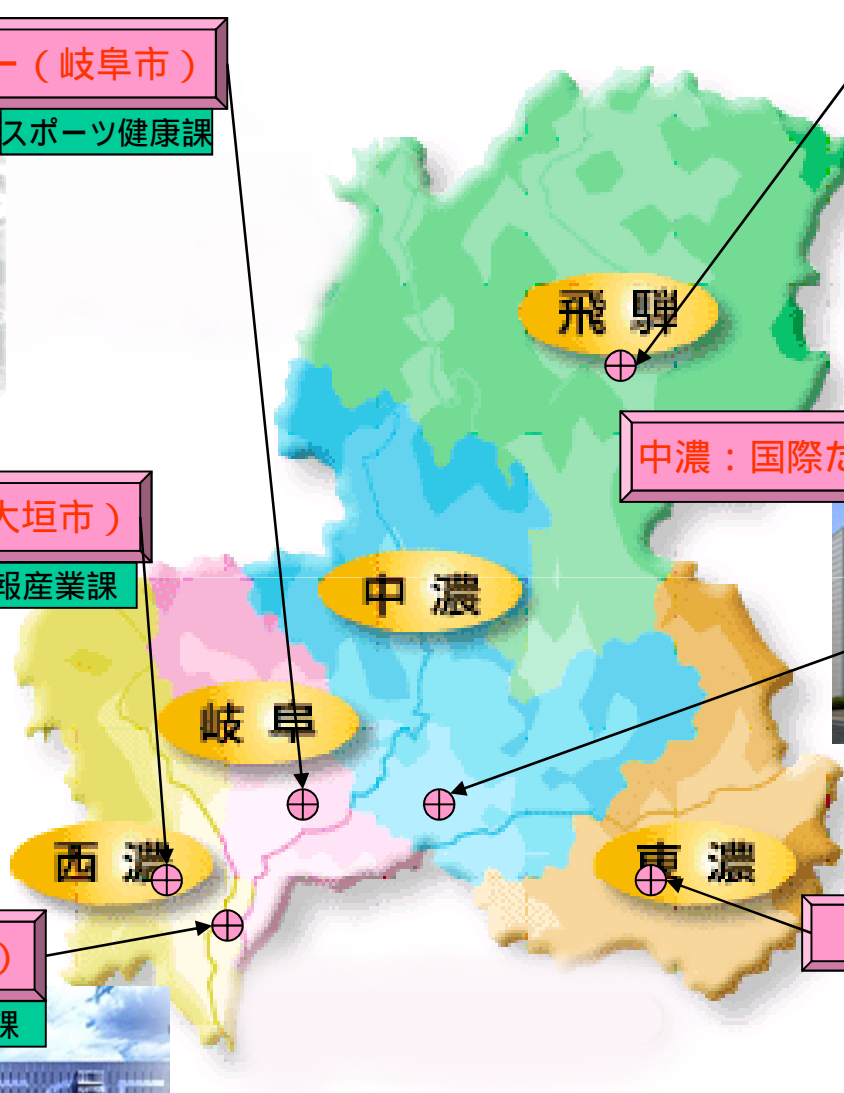 ー（岐阜市）
スポーツ健康課
飛騨
中濃：国際た
大垣市）
報産業課
中濃
岐阜
西濃
東濃
）
課